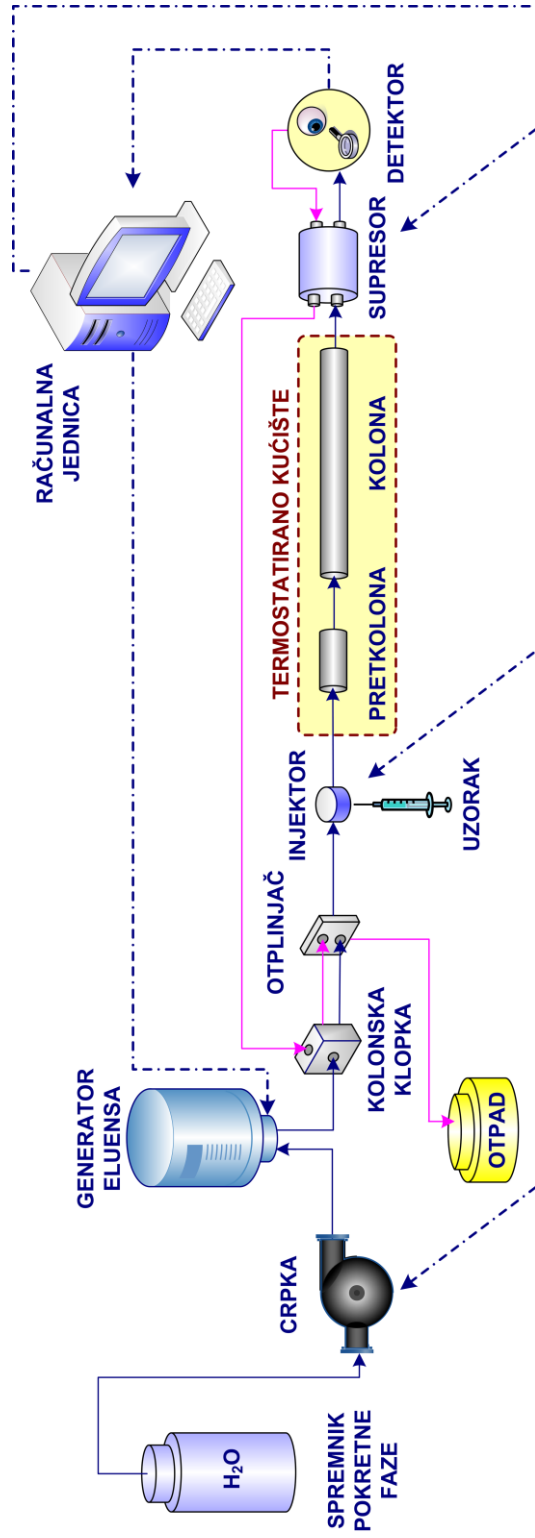 H₂O
SPREMNIK
POKRETNE
FAZE
CRPKA
GENERATOR
ELUENSA
KOLONSKA
KLOPKA
OTPAD
OTPLINJAČ
INJEKTOR
UZORAK
TERMOSTATIRANO KUĆIŠTE
PRETKOLONA
KOLONA
SUPRESOR
DETEKTOR
RAČUNALNA
JEDNICA